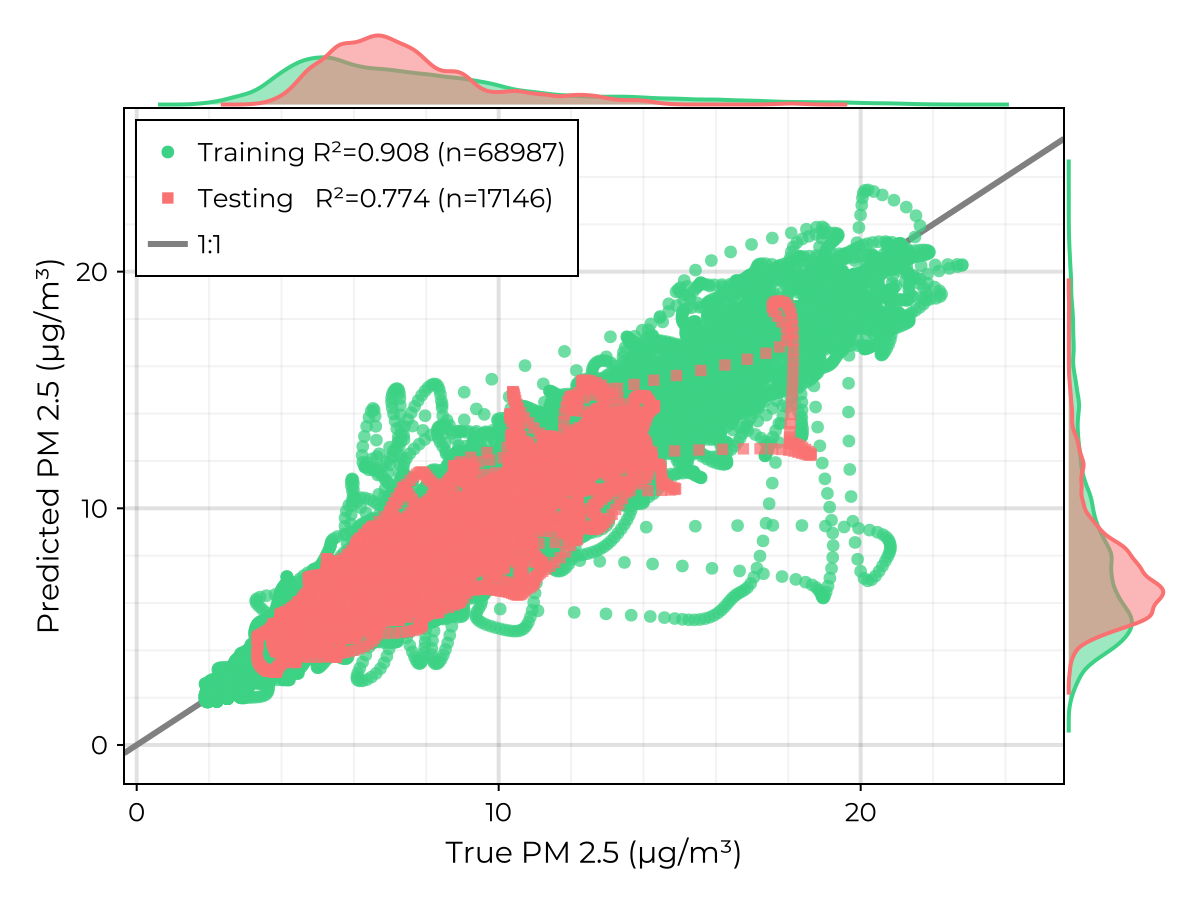 Training R²=0.908 (n=68987)
Testing R²=0.774 (n=17146)
1:1
Predicted PM 2.5 (µg/m³)
20
10
0
0 10 20
True PM 2.5 (µg/m³)